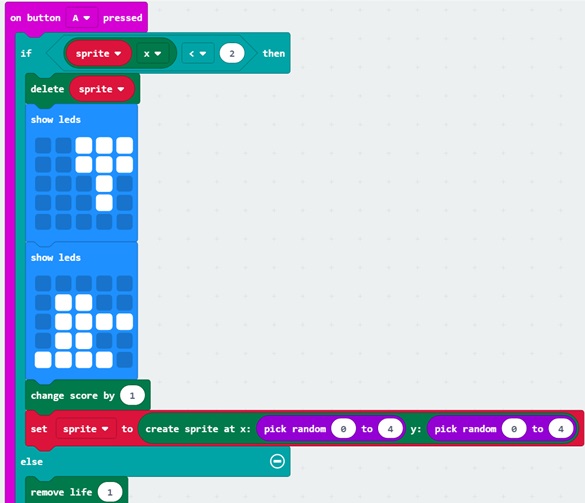 on button A pressed
if sprite x < 2 then
delete sprite
show leds
show leds
change score by 1
set sprite to create sprite at x: pick random 0 to 4 y: pick random 0 to 4
else
remove life 1